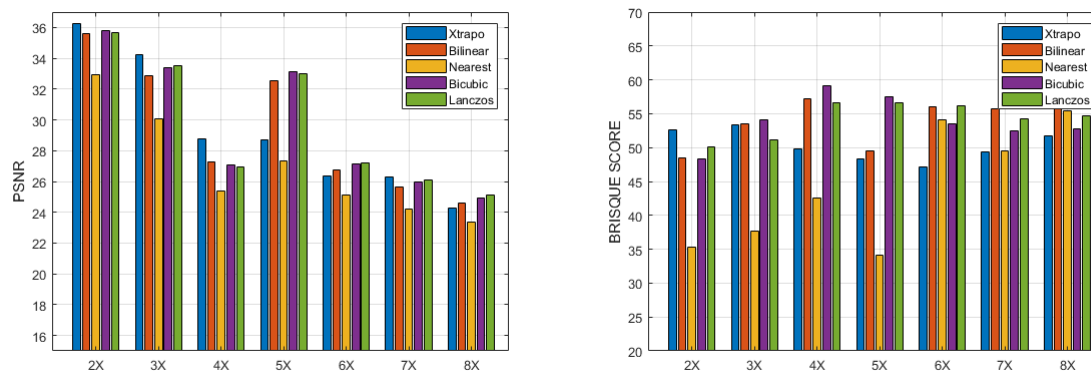 PSNR
36
34
32
30
28
26
24
22
20
18
16
2X
3X
4X
5X
6X
7X
8X
Xtrapo
Bilinear
Nearest
Bicubic
Lanczos
BRISQUE SCORE
70
65
60
55
50
45
40
35
30
25
20
2X
3X
4X
5X
6X
7X
8X
Xtrapo
Bilinear
Nearest
Bicubic
Lanczos